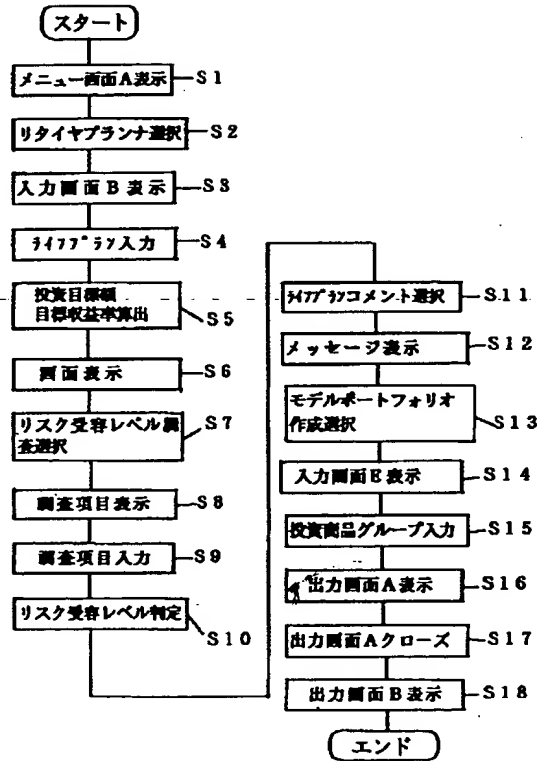 スタート
メニュー画面A表示
S1
リタイヤプランナ選択
S2
入力画面B表示
S3
ライフプラン入力
S4
投資目標額
目標収益率算出
S5
画面表示
S6
リスク受容レベル調
査選択
S7
調査項目表示
S8
調査項目入力
S9
リスク受容レベル判定
S10
ライフプランコメント選択
S11
メッセージ表示
S12
モデルポートフォリオ
作成選択
S13
入力画面E表示
S14
投資商品グループ入力
S15
出力画面A表示
S16
出力画面Aクローズ
S17
出力画面B表示
S18
エンド